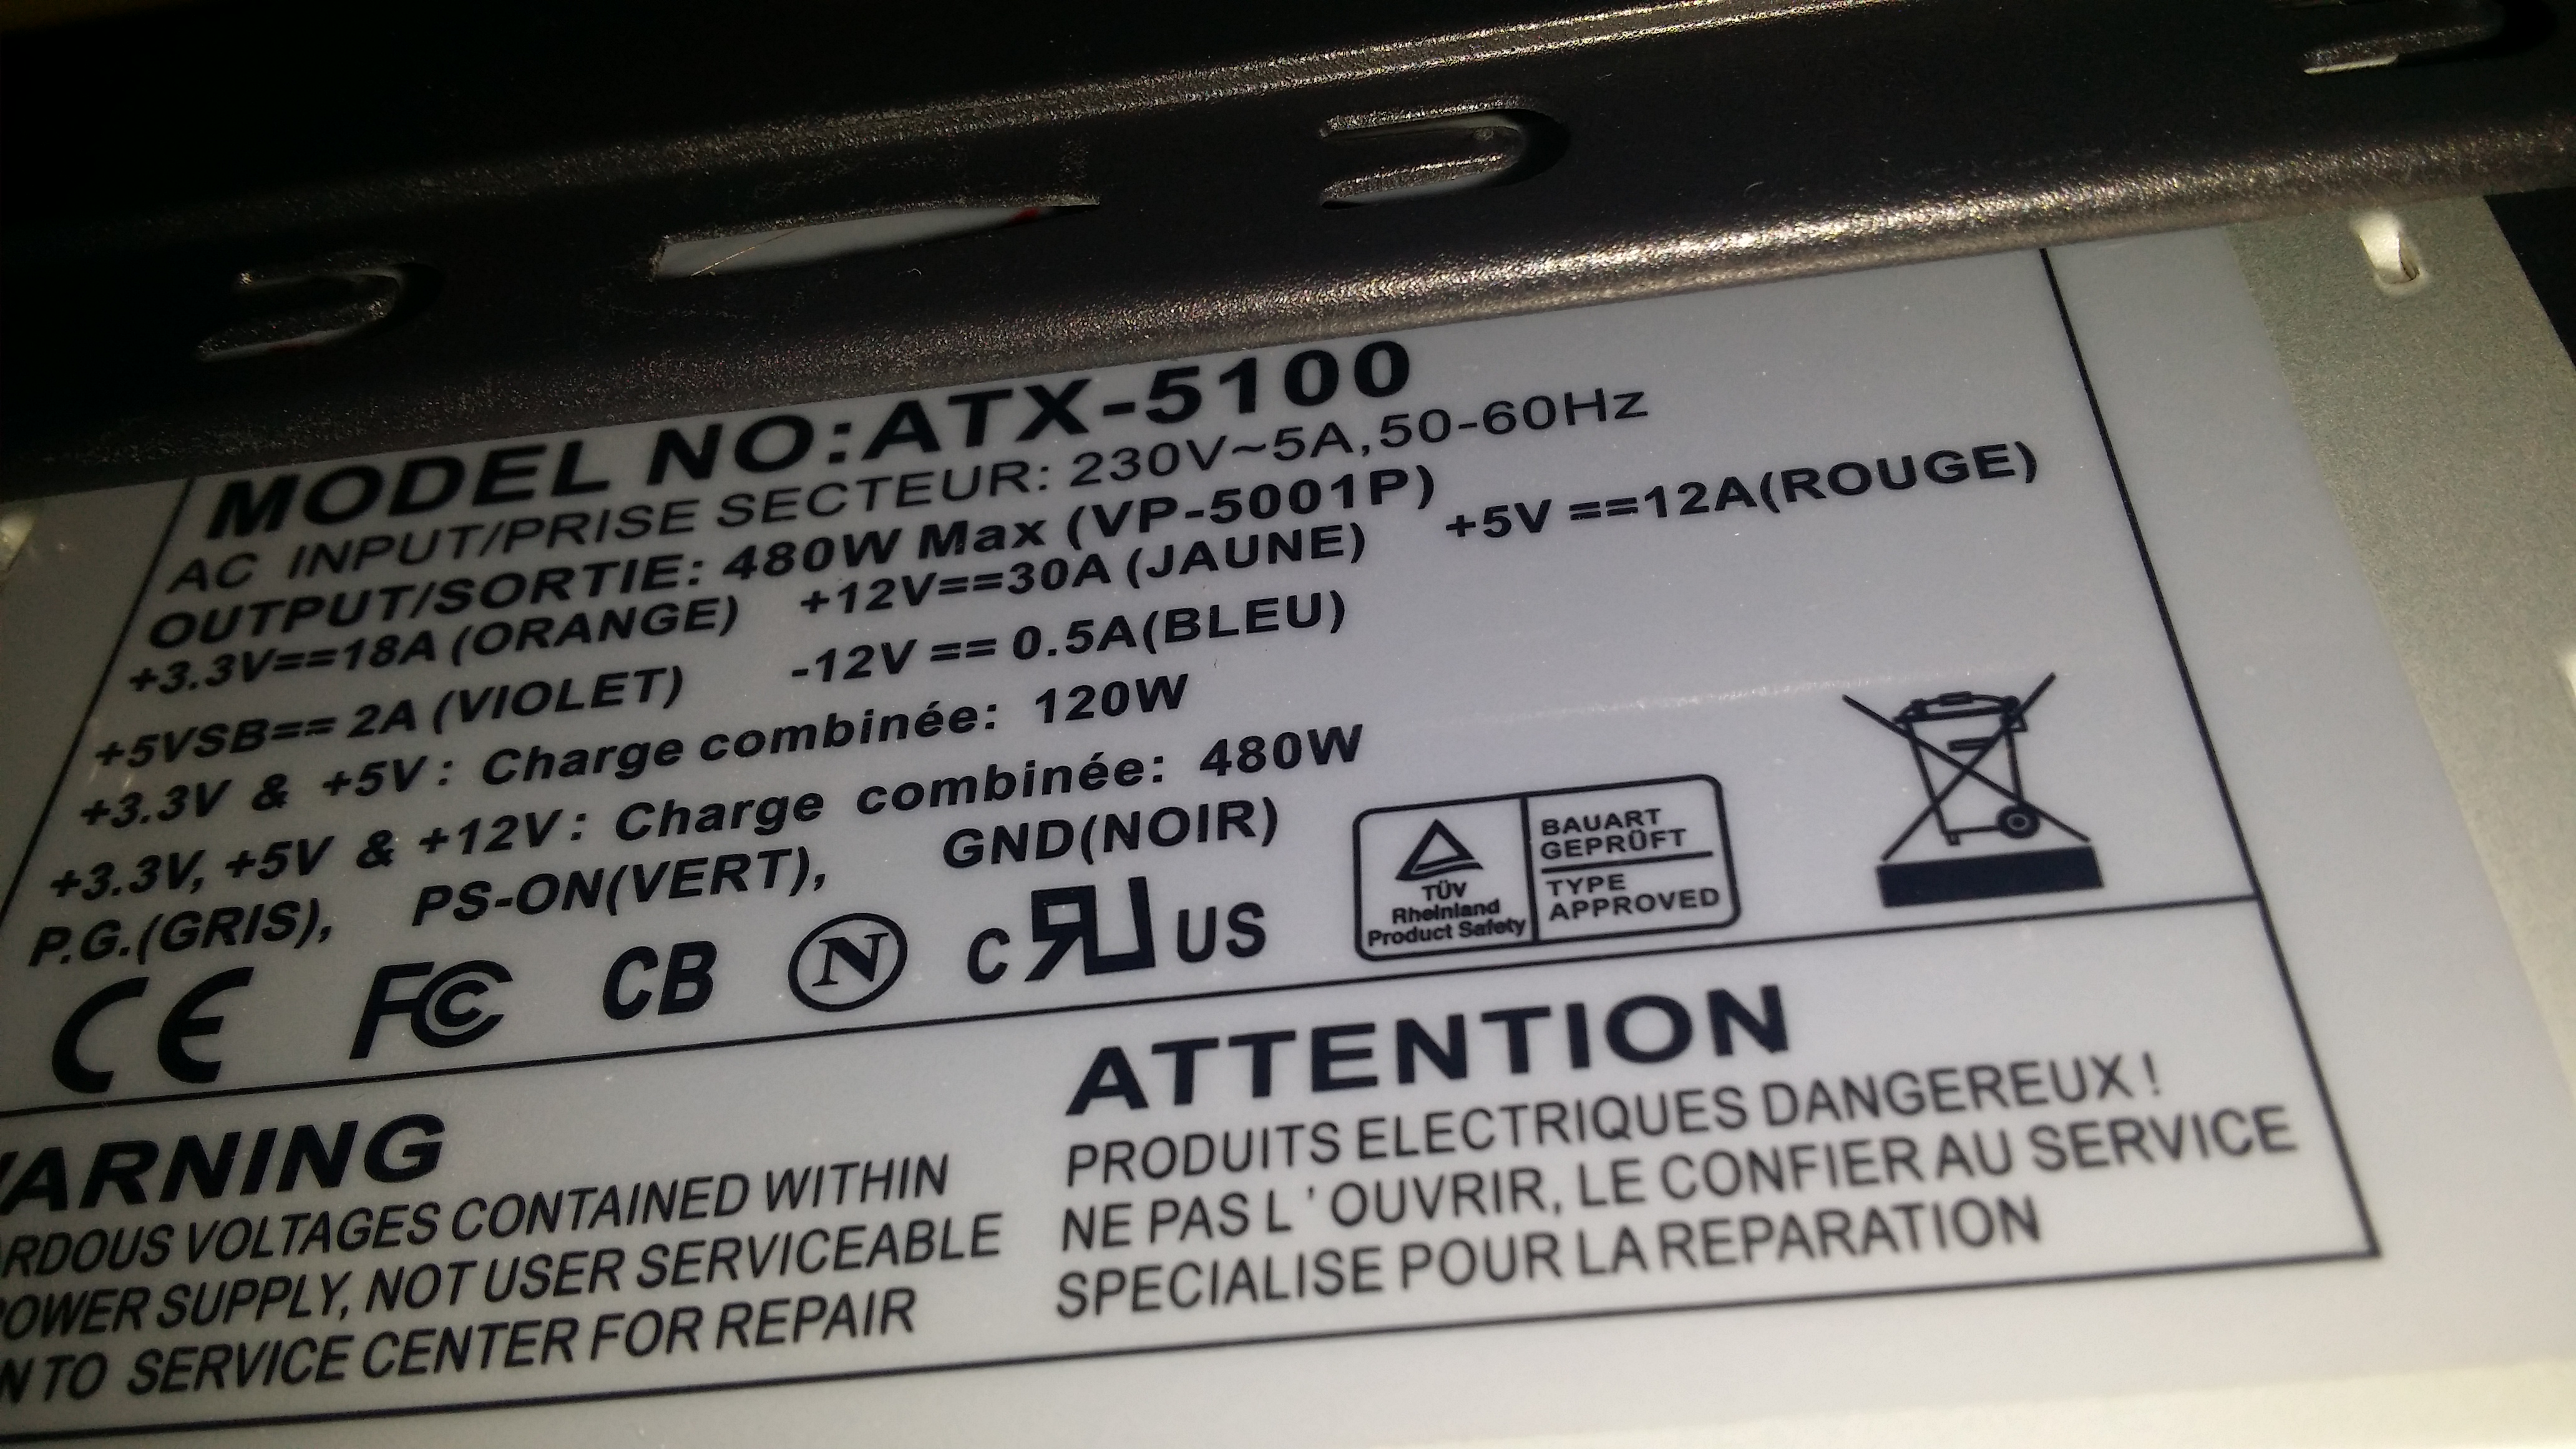 MODEL NO:ATX-5100
AC INPUT/PRISE SECTEUR: 230V~5A,50-60Hz
OUTPUT/SORTIE: 480W Max (VP-5001P)
+3.3V==18A (ORANGE) +12V==30A (JAUNE) +5V ==12A(ROUGE)
+5VSB== 2A (VIOLET) -12V == 0.5A(BLEU)
+3.3V & +5V : Charge combinée: 120W
+3.3V, +5V & +12V : Charge combinée: 480W
P.G.(GRIS), PS-ON(VERT), GND(NOIR)
CE FC CB N C RU US
TÜV
Rheinland
Product Safety
BAUART
GEPRÜFT
TYPE
APPROVED
ARNING
RDOUS VOLTAGES CONTAINED WITHIN
OWER SUPPLY, NOT USER SERVICEABLE
N TO SERVICE CENTER FOR REPAIR
ATTENTION
PRODUITS ELECTRIQUES DANGEREUX !
NE PAS L ' OUVRIR, LE CONFIER AU SERVICE
SPECIALISE POUR LA REPARATION